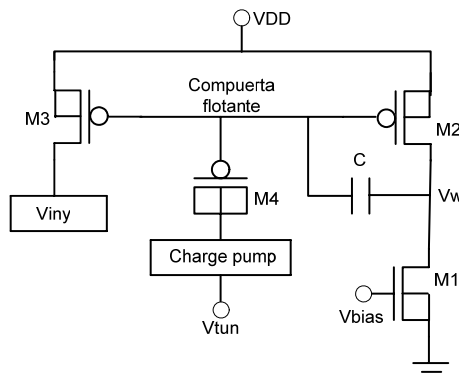 VDD
Compuerta
flotante
M3
M2
C
M4
Viny
Vw
Charge pump
M1
Vbias
Vtun